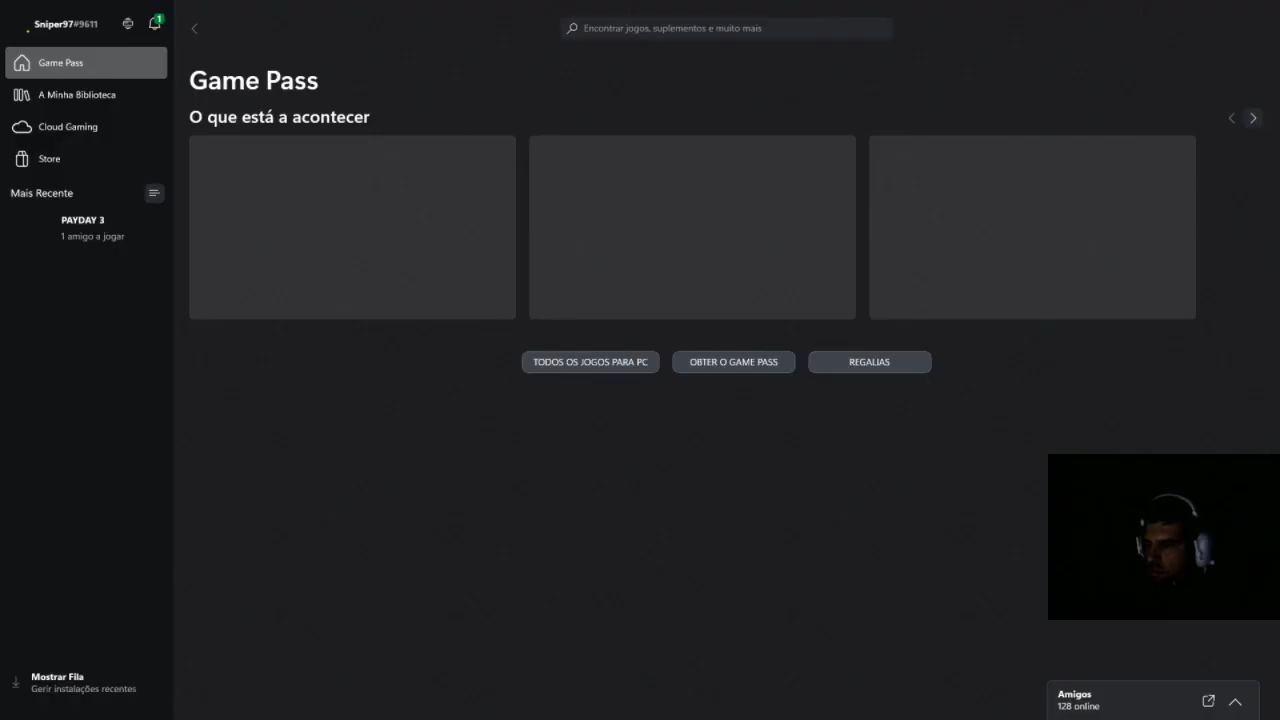 Sniper97#9611
1
Encontrar jogos, suplementos e muito mais
Game Pass
A Minha Biblioteca
Cloud Gaming
Store
Mais Recente
PAYDAY 3
1 amigo a jogar
Game Pass
O que está a acontecer
TODOS OS JOGOS PARA PC
OBTER O GAME PASS
REGALIAS
Mostrar Fila
Gerir instalações recentes
Amigos
128 online